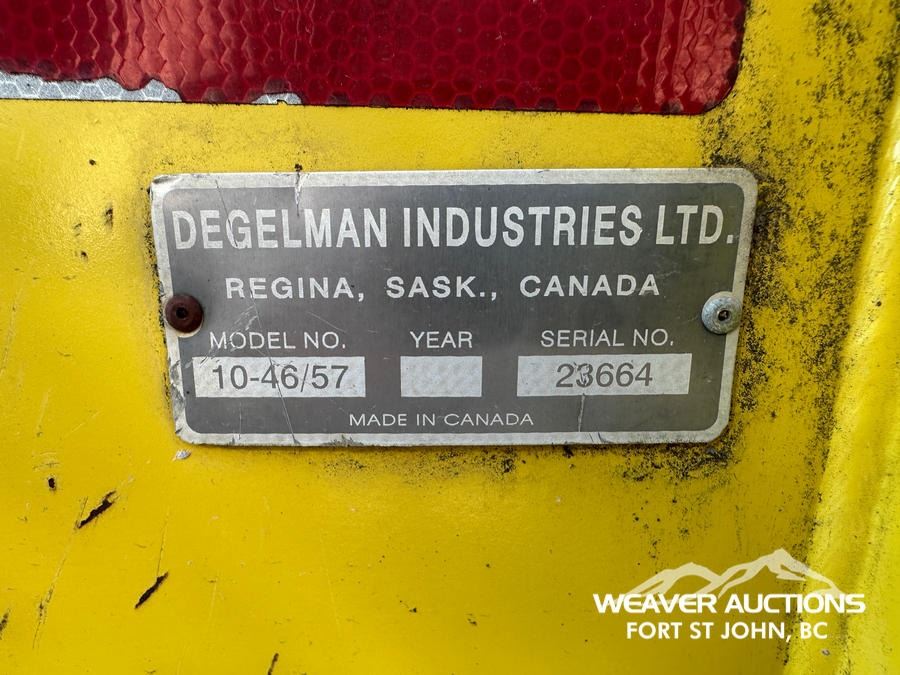 DEGELMAN INDUSTRIES LTD.
REGINA, SASK., CANADA
MODEL NO. YEAR SERIAL NO.
10-46/57 23664
MADE IN CANADA
WEAVER AUCTIONS
FORT ST JOHN, BC